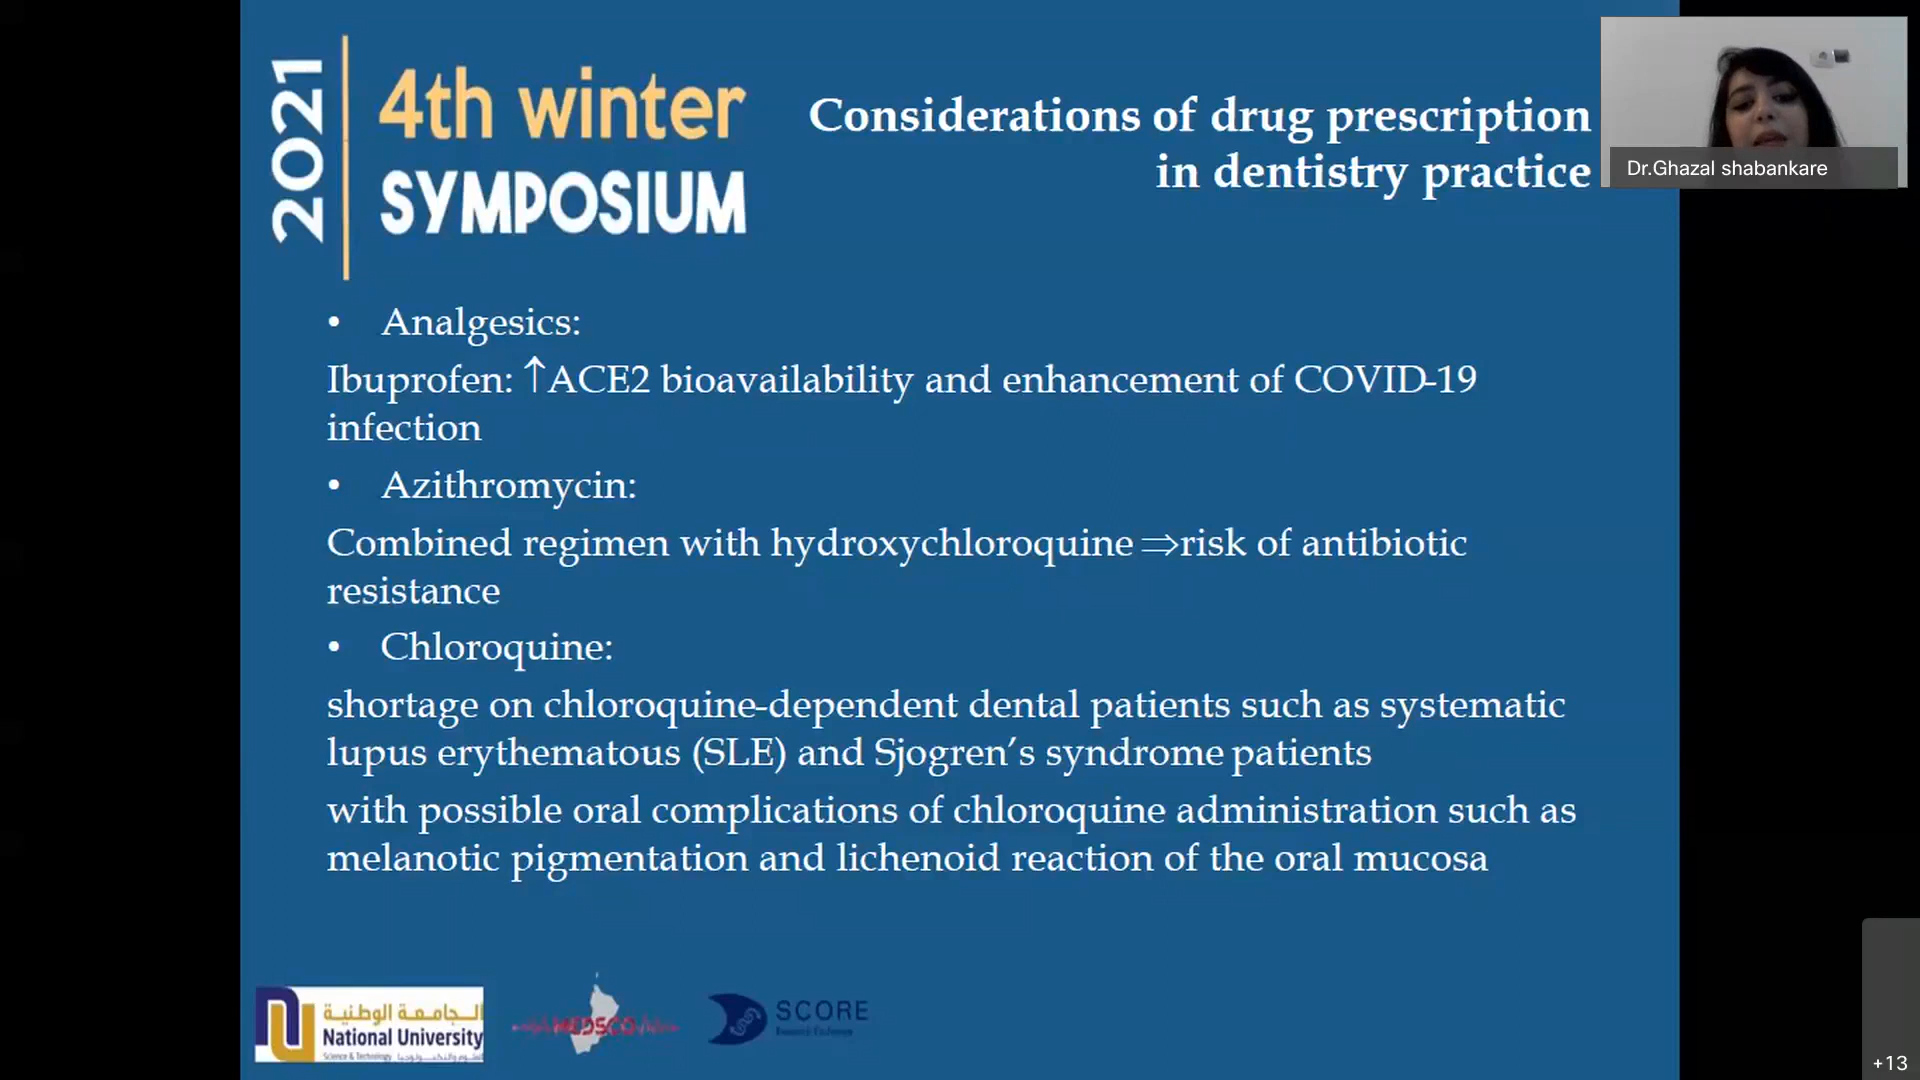 2021
4th winter
SYMPOSIUM
Considerations of drug prescription
in dentistry practice
Dr.Ghazal shabankare
• Analgesics:
Ibuprofen: ↑ACE2 bioavailability and enhancement of COVID-19
infection
• Azithromycin:
Combined regimen with hydroxychloroquine ⇒risk of antibiotic
resistance
• Chloroquine:
shortage on chloroquine-dependent dental patients such as systematic
lupus erythematous (SLE) and Sjogren’s syndrome patients
with possible oral complications of chloroquine administration such as
melanotic pigmentation and lichenoid reaction of the oral mucosa
الجامعة الوطنية
National University
Science & Technology
MEDSCO
SCORE
+13